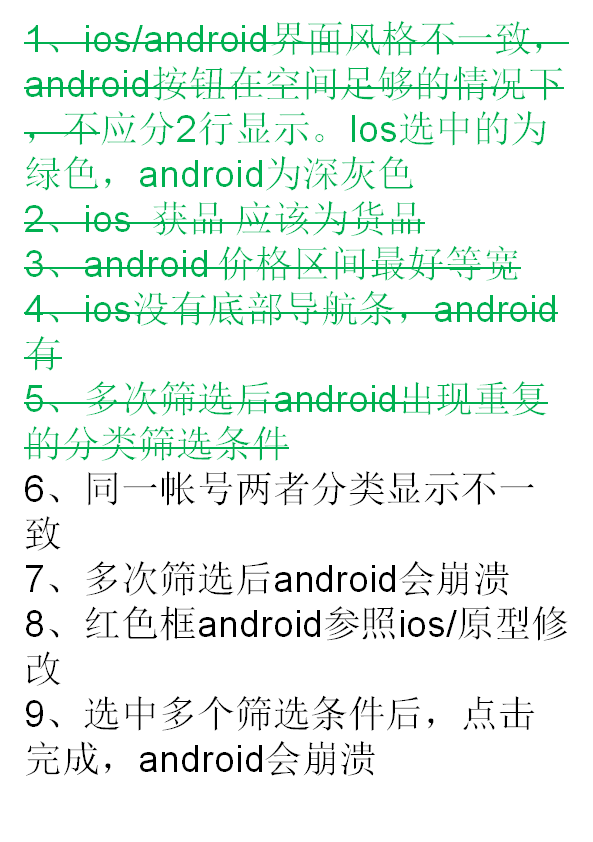 1、ios/android界面风格不一致，
android按钮在空间足够的情况下
，不应分2行显示。Ios选中的为
绿色，android为深灰色
2、ios  获品 应该为货品
3、android 价格区间最好等宽
4、ios没有底部导航条，android
有
5、多次筛选后android出现重复
的分类筛选条件
6、同一帐号两者分类显示不一
致
7、多次筛选后android会崩溃
8、红色框android参照ios/原型修
改
9、选中多个筛选条件后，点击
完成，android会崩溃